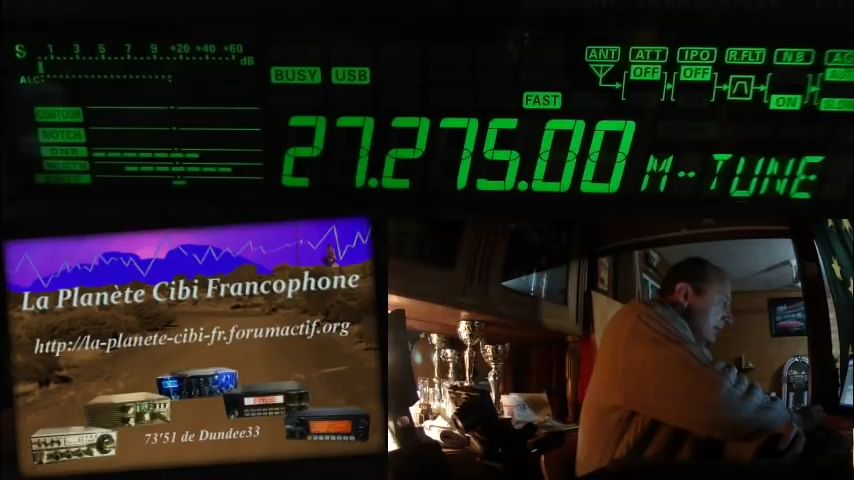 S 1 3 5 7 9 +20 +40 +60 dB
ALC
BUSY USB
ANT ATT IPO R.FLT NB
OFF OFF
ON
SLOW
FAST
CONTOUR
NOTCH
DNR
WIDTH
27.275.00 M--TUNE
La Planète Cibi Francophone
http://la-planete-cibi-fr.forumactif.org
73'51 de Dundee33